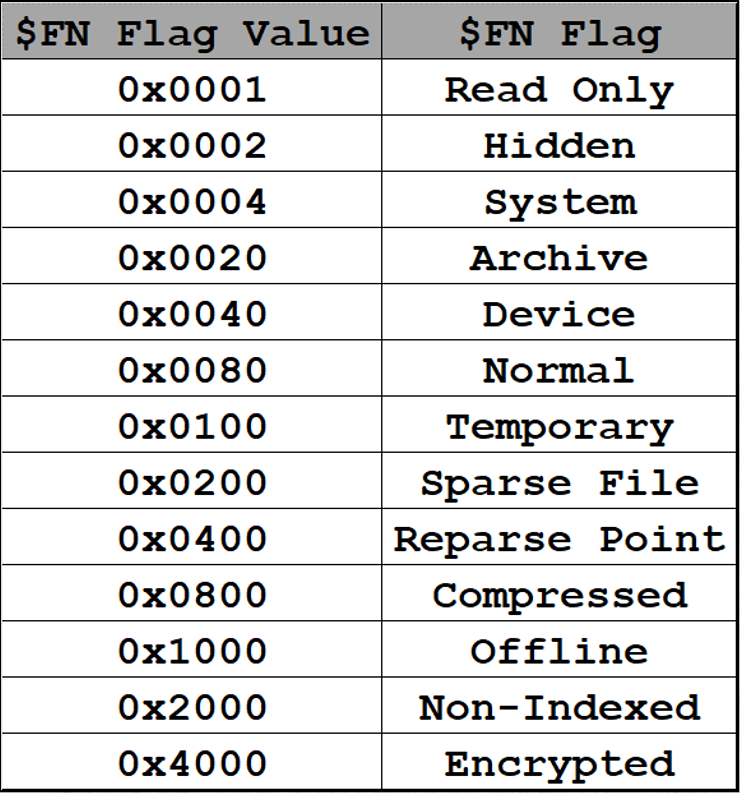 $FN Flag Value $FN Flag
0x0001 Read Only
0x0002 Hidden
0x0004 System
0x0020 Archive
0x0040 Device
0x0080 Normal
0x0100 Temporary
0x0200 Sparse File
0x0400 Reparse Point
0x0800 Compressed
0x1000 Offline
0x2000 Non-Indexed
0x4000 Encrypted